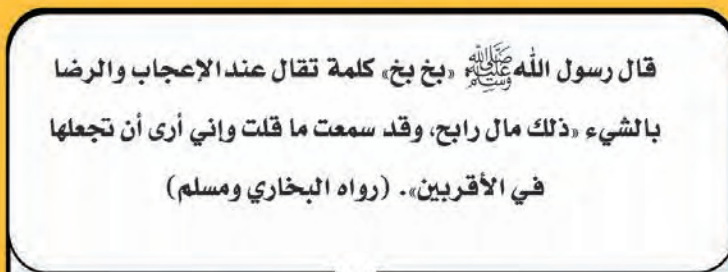 قال رسول الله ﷺ «بخ بخ» كلمة تقال عند الإعجاب والرضا
بالشيء «ذلك مال رابح، وقد سمعت ما قلت وإني أرى أن تجعلها
في الأقربين». (رواه البخاري ومسلم)